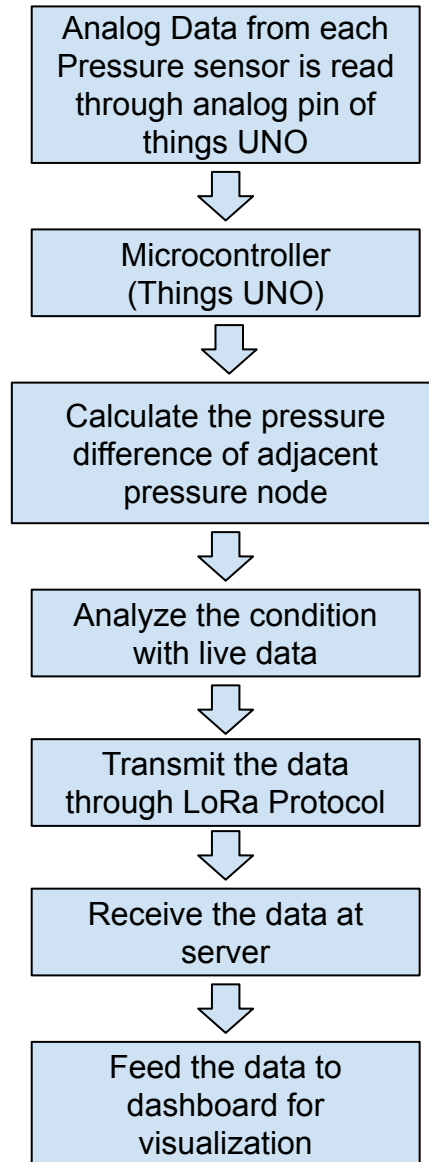 Analog Data from each
Pressure sensor is read
through analog pin of
things UNO
Microcontroller
(Things UNO)
Calculate the pressure
difference of adjacent
pressure node
Analyze the condition
with live data
Transmit the data
through LoRa Protocol
Receive the data at
server
Feed the data to
dashboard for
visualization